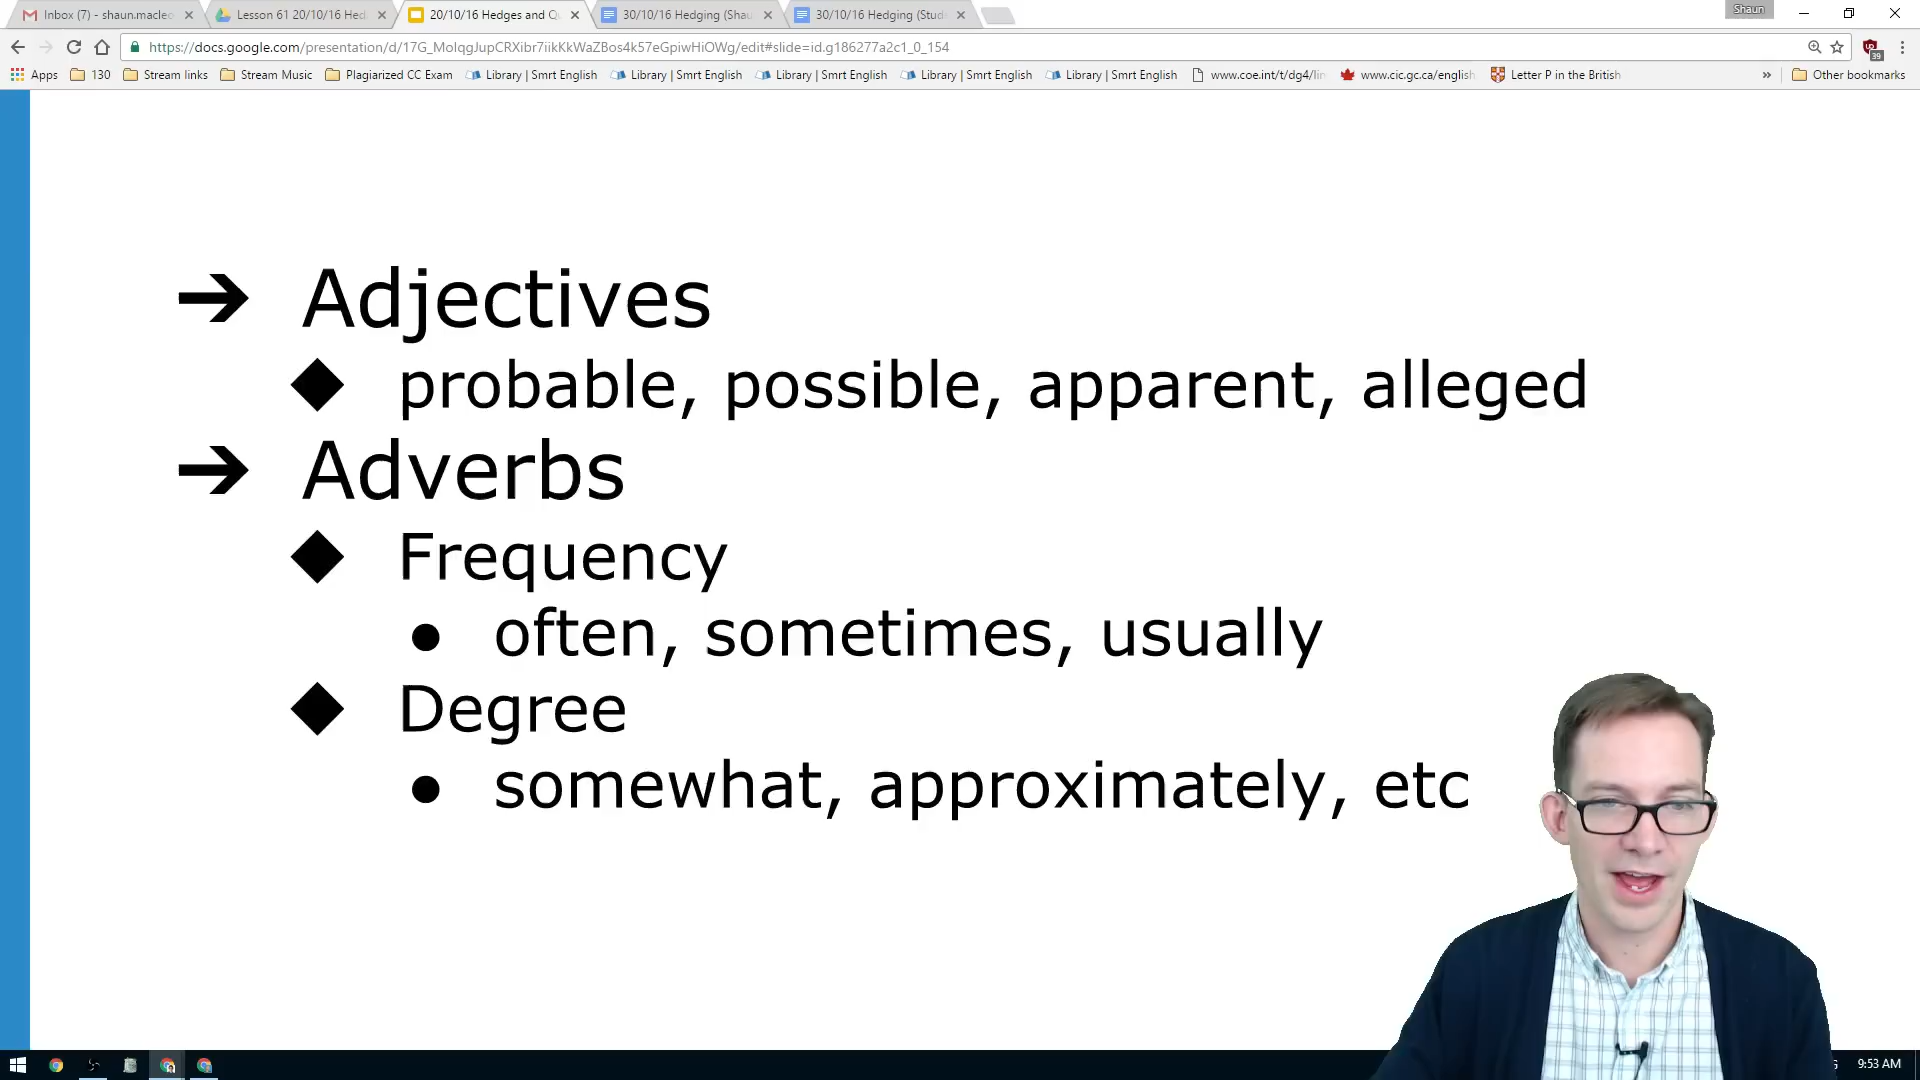 Inbox (7) - shaun.macleo
Lesson 61 20/10/16 Hed
20/10/16 Hedges and Q
30/10/16 Hedging (Shau
30/10/16 Hedging (Stud
Shaun
https://docs.google.com/presentation/d/17G_MolqgJupCRXibr7iikKkWaZBos4k57eGpiwHiOWg/edit#slide=id.g186277a2c1_0_154
39
Apps
130
Stream links
Stream Music
Plagiarized CC Exam
Library | Smrt English
Library | Smrt English
Library | Smrt English
Library | Smrt English
Library | Smrt English
www.coe.int/t/dg4/lin
www.cic.gc.ca/english
Letter P in the British
»
Other bookmarks
➔ Adjectives
◆ probable, possible, apparent, alleged
➔ Adverbs
◆ Frequency
● often, sometimes, usually
◆ Degree
● somewhat, approximately, etc
9:53 AM